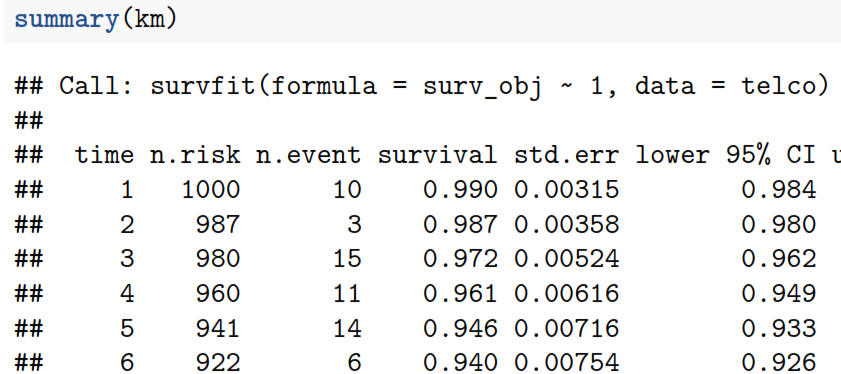 summary(km)
## Call: survfit(formula = surv_obj ~ 1, data = telco)
##
## time n.risk n.event survival std.err lower 95% CI u
## 1 1000 10 0.990 0.00315 0.984
## 2 987 3 0.987 0.00358 0.980
## 3 980 15 0.972 0.00524 0.962
## 4 960 11 0.961 0.00616 0.949
## 5 941 14 0.946 0.00716 0.933
## 6 922 6 0.940 0.00754 0.926